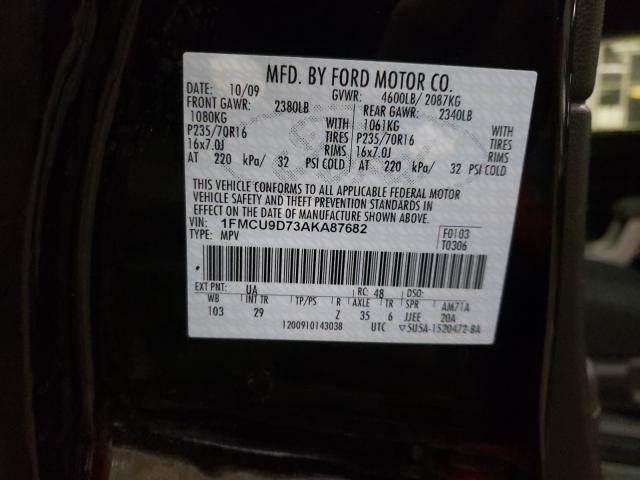 MFD. BY FORD MOTOR CO.
DATE: 10/09 GVWR: 4600LB/ 2087KG
FRONT GAWR: 2380LB REAR GAWR: 2340LB
1080KG WITH 1061KG WITH
P235/70R16 TIRES P235/70R16 TIRES
16x7.0J RIMS 16x7.0J RIMS
AT 220 kPa/ 32 PSI COLD AT 220 kPa/ 32 PSI COLD
THIS VEHICLE CONFORMS TO ALL APPLICABLE FEDERAL MOTOR
VEHICLE SAFETY AND THEFT PREVENTION STANDARDS IN
EFFECT ON THE DATE OF MANUFACTURE SHOWN ABOVE.
VIN: 1FMCU9D73AKA87682 F0103
TYPE: MPV T0306
EXT PNT: UA RC: 48 DSO:
WB INT TR TP/PS R AXLE TR SPR AM71A
103 29 Z 35 6 JJEE 20A
1200910143038 UTC 5U5A-1520472-BA